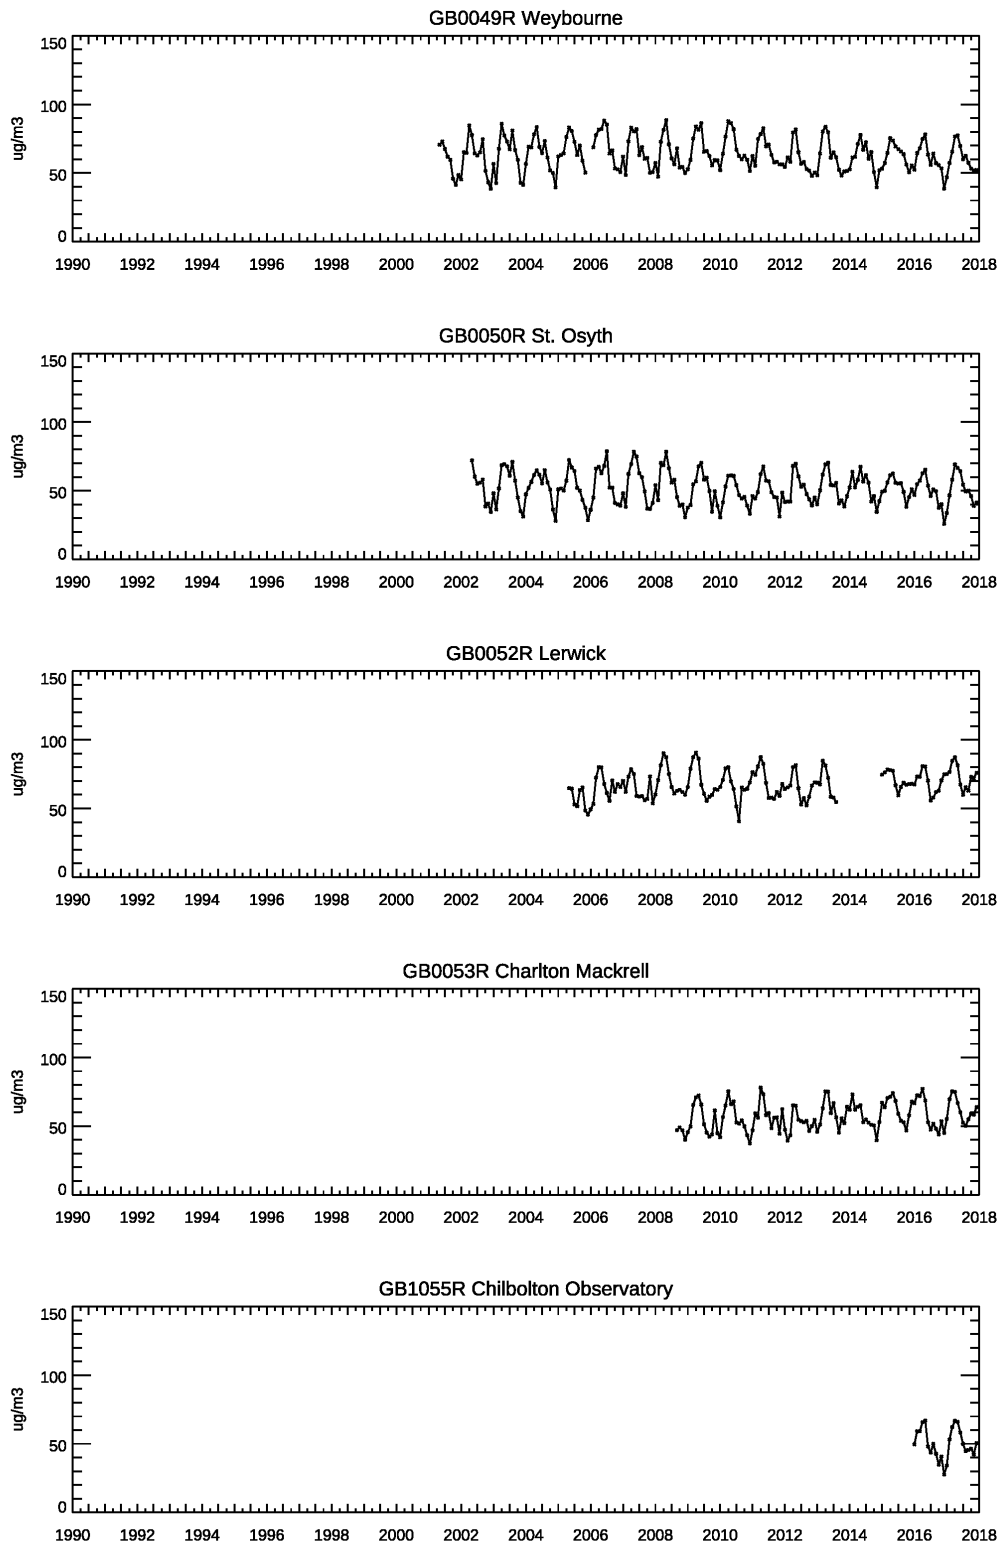 GB0049R Weybourne
150
100
50
0
ug/m3
1990 1992 1994 1996 1998 2000 2002 2004 2006 2008 2010 2012 2014 2016 2018
GB0050R St. Osyth
150
100
50
0
ug/m3
1990 1992 1994 1996 1998 2000 2002 2004 2006 2008 2010 2012 2014 2016 2018
GB0052R Lerwick
150
100
50
0
ug/m3
1990 1992 1994 1996 1998 2000 2002 2004 2006 2008 2010 2012 2014 2016 2018
GB0053R Charlton Mackrell
150
100
50
0
ug/m3
1990 1992 1994 1996 1998 2000 2002 2004 2006 2008 2010 2012 2014 2016 2018
GB1055R Chilbolton Observatory
150
100
50
0
ug/m3
1990 1992 1994 1996 1998 2000 2002 2004 2006 2008 2010 2012 2014 2016 2018